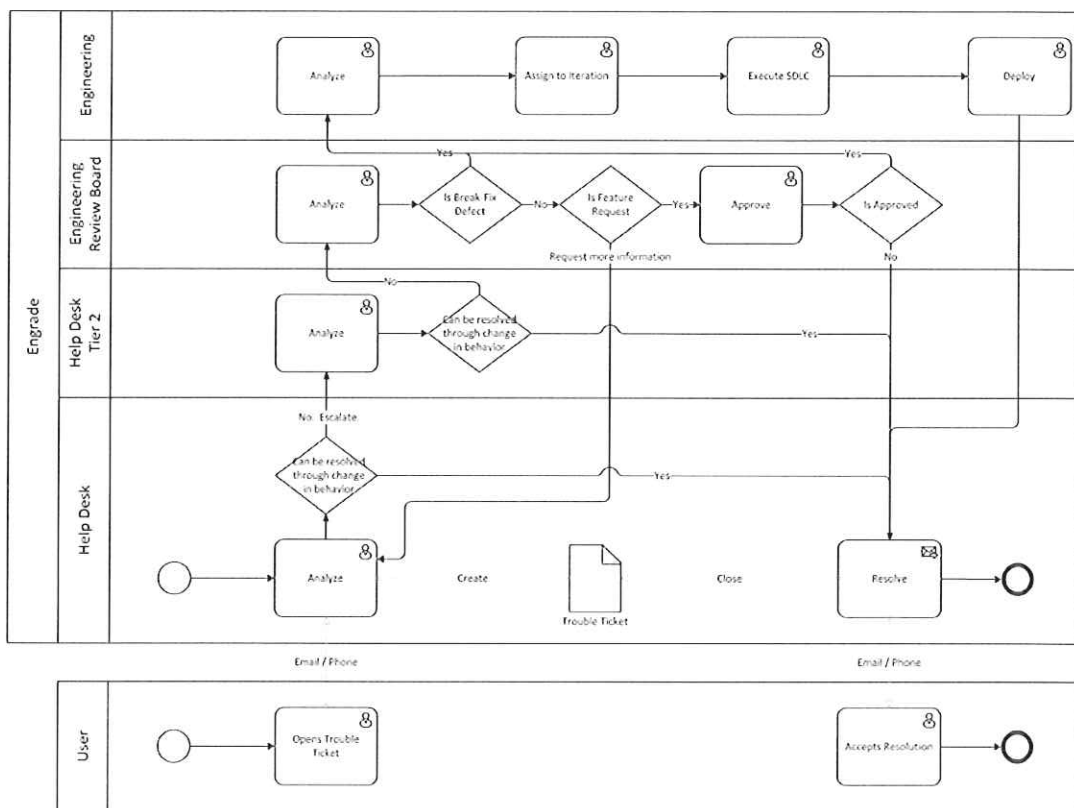 Engrade
Engineering
Analyze
Assign to Iteration
Execute SDLC
Deploy
Engineering
Review Board
Yes
Yes
Analyze
Is Break Fix
Defect
No
Is Feature
Request
Yes
Approve
Is Approved
Request more information
No
Help Desk
Tier 2
No
Analyze
Can be resolved
through change
in behavior
Yes
Help Desk
No. Escalate
Can be resolved
through change
in behavior
Yes
Analyze
Create
Trouble Ticket
Close
Resolve
Email / Phone
Email / Phone
User
Opens Trouble
Ticket
Accepts Resolution